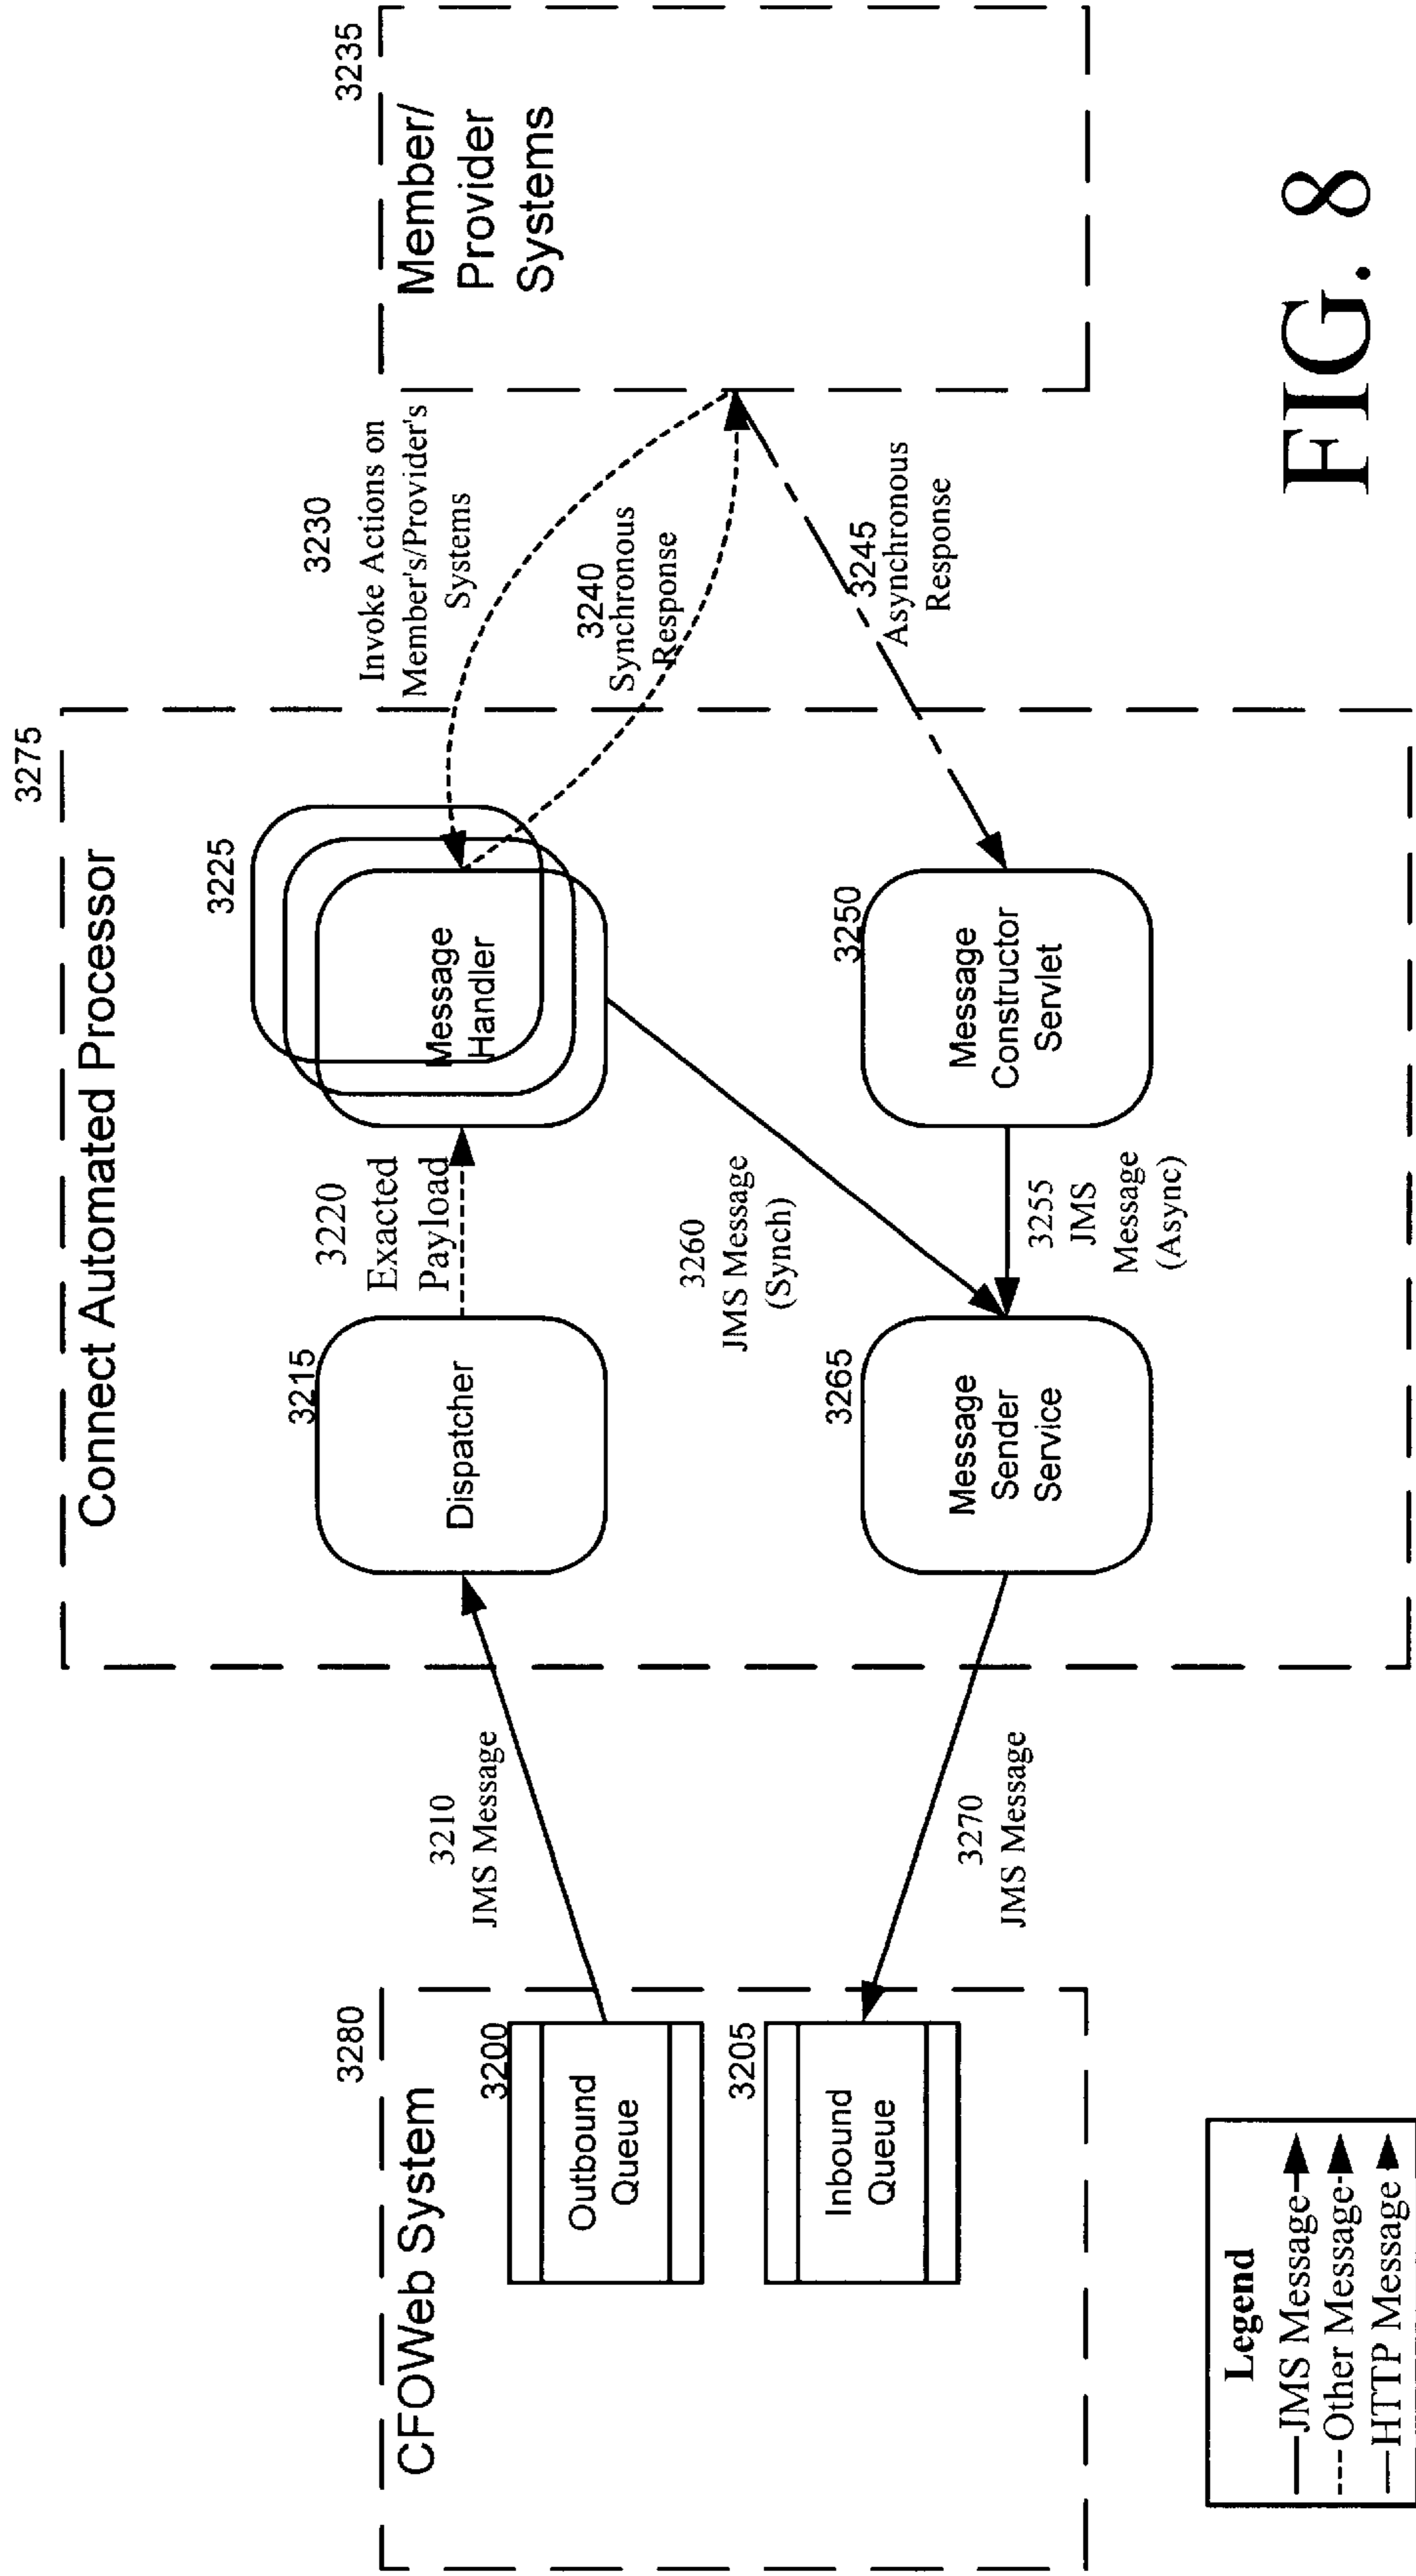 CFOWeb System
3280
3200
Outbound
Queue
3205
Inbound
Queue
3210
JMS Message
3270
JMS Message
Connect Automated Processor
3275
3215
Dispatcher
3220
Exacted
Payload
3225
Message
Handler
3260
JMS Message
(Synch)
3265
Message
Sender
Service
3255
JMS
Message
(Async)
3250
Message
Constructor
Servlet
3230
Invoke Actions on
Member's/Provider's
Systems
3240
Synchronous
Response
3245
Asynchronous
Response
3235
Member/
Provider
Systems
Legend
JMS Message
Other Message
HTTP Message
FIG. 8